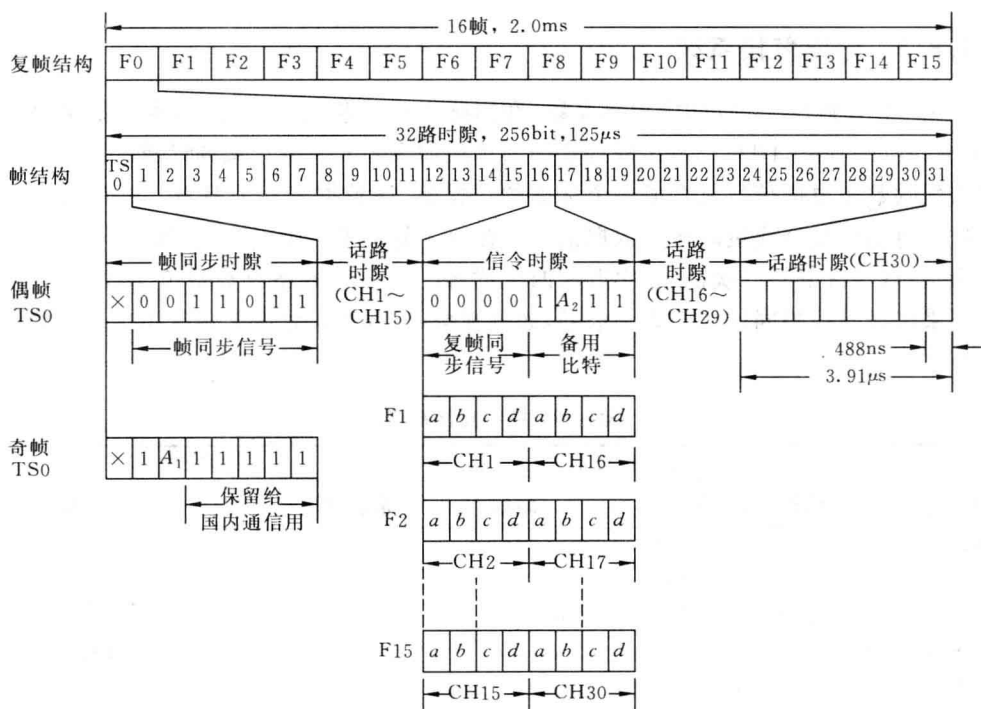 16帧，2.0ms
复帧结构 F0 F1 F2 F3 F4 F5 F6 F7 F8 F9 F10 F11 F12 F13 F14 F15
32路时隙，256bit,125μs
帧结构 TS0 1 2 3 4 5 6 7 8 9 10 11 12 13 14 15 16 17 18 19 20 21 22 23 24 25 26 27 28 29 30 31
帧同步时隙
话路时隙(CH1～CH15)
信令时隙
话路时隙(CH16～CH29)
话路时隙(CH30)
偶帧TS0
× 0 0 1 1 0 1 1
0 0 0 0 1 A2 1 1
帧同步信号
复帧同步信号
备用比特
488ns
3.91μs
F1 a b c d a b c d
CH1 CH16
奇帧TS0
× 1 A1 1 1 1 1 1
保留给国内通信用
F2 a b c d a b c d
CH2 CH17
F15 a b c d a b c d
CH15 CH30